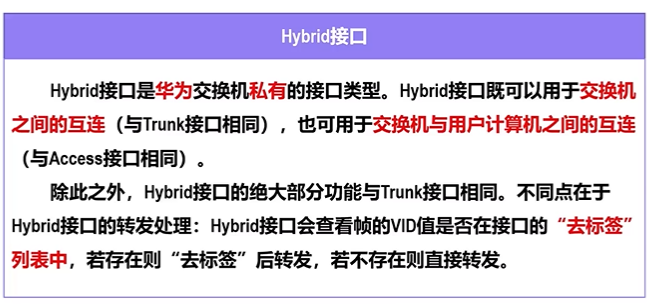 Hybrid接口
Hybrid接口是华为交换机私有的接口类型。Hybrid接口既可以用于交换机
之间的互连（与Trunk接口相同），也可用于交换机与用户计算机之间的互连
（与Access接口相同）。
除此之外，Hybrid接口的绝大部分功能与Trunk接口相同。不同点在于
Hybrid接口的转发处理：Hybrid接口会查看帧的VID值是否在接口的“去标签”
列表中，若存在则“去标签”后转发，若不存在则直接转发。